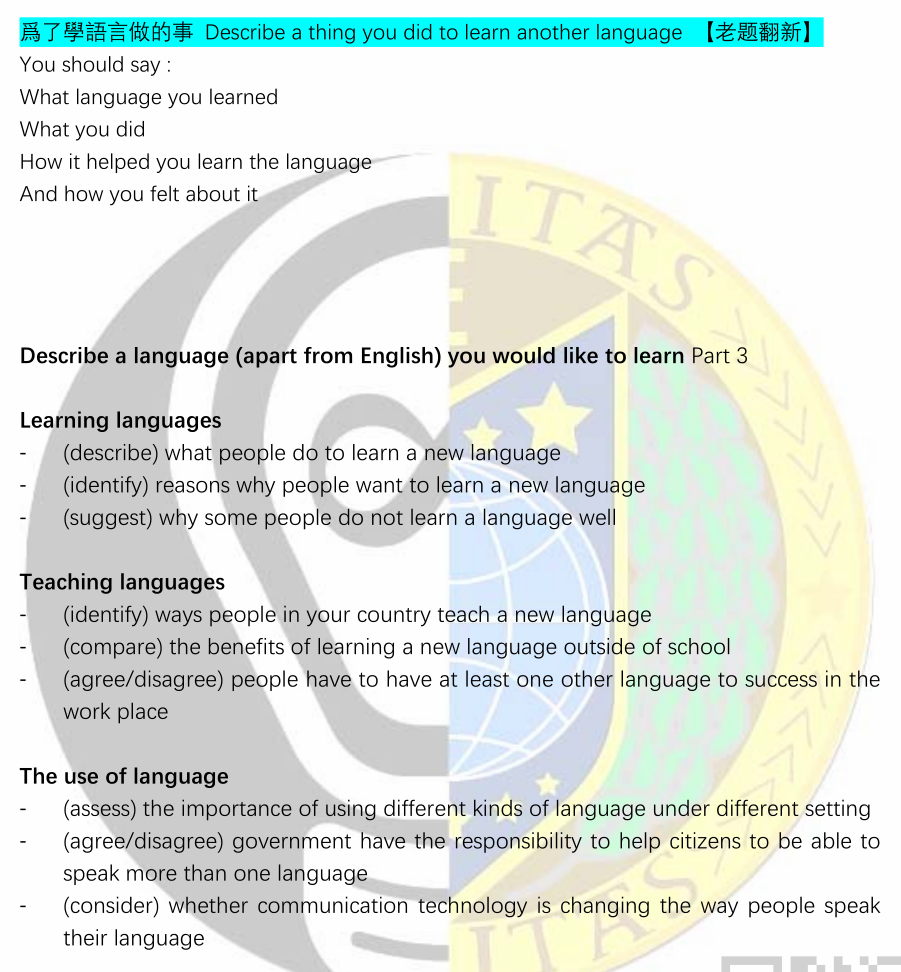 爲了學語言做的事 Describe a thing you did to learn another language 【老题翻新】
You should say :
What language you learned
What you did
How it helped you learn the language
And how you felt about it
ITAS
Describe a language (apart from English) you would like to learn Part 3
Learning languages
- (describe) what people do to learn a new language
- (identify) reasons why people want to learn a new language
- (suggest) why some people do not learn a language well
Teaching languages
- (identify) ways people in your country teach a new language
- (compare) the benefits of learning a new language outside of school
- (agree/disagree) people have to have at least one other language to success in the
work place
The use of language
- (assess) the importance of using different kinds of language under different setting
- (agree/disagree) government have the responsibility to help citizens to be able to
speak more than one language
- (consider) whether communication technology is changing the way people speak
their language
ITAS